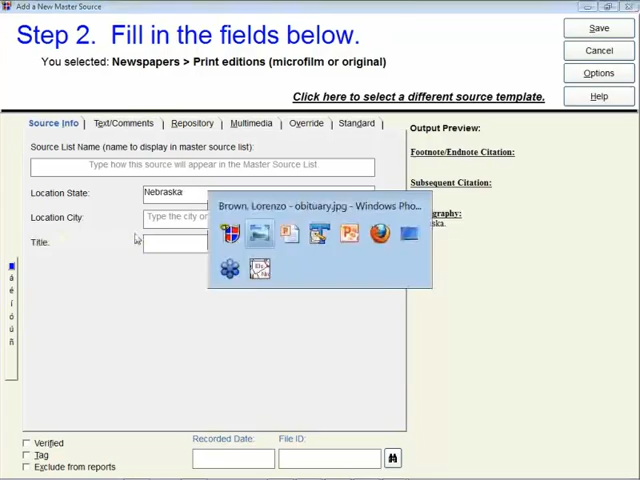 Add a New Master Source
Step 2.  Fill in the fields below.
You selected: Newspapers > Print editions (microfilm or original)
Save
Cancel
Options
Help
Click here to select a different source template.
Source Info
Text/Comments
Repository
Multimedia
Override
Standard
Output Preview:
Source List Name (name to display in master source list):
Type how this source will appear in the Master Source List
Footnote/Endnote Citation:
Subsequent Citation:
Location State:
Nebraska
Brown, Lorenzo - obituary.jpg - Windows Pho...
Location City:
Type the city or
Title:
á
é
í
ó
ú
ñ
Verified
Tag
Exclude from reports
Recorded Date:
File ID: